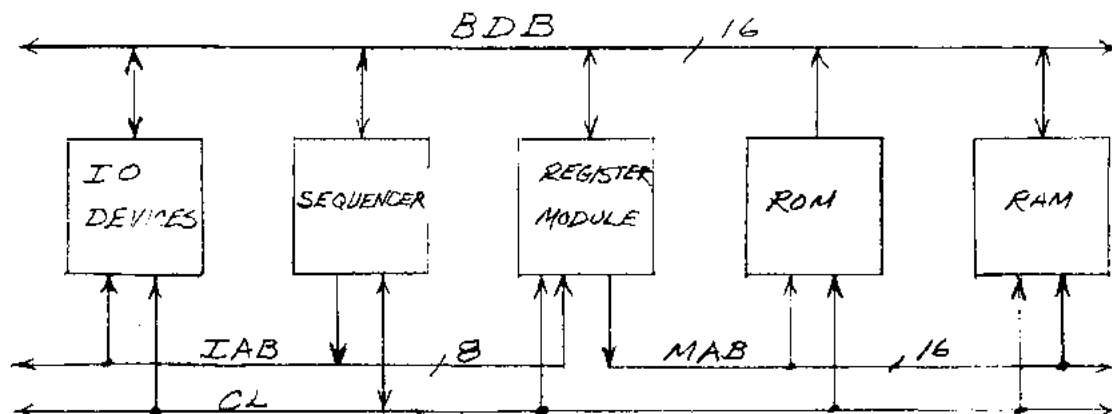 BDB 16
IO
DEVICES
SEQUENCER
REGISTER
MODULE
ROM
RAM
IAB 8
MAB 16
CL